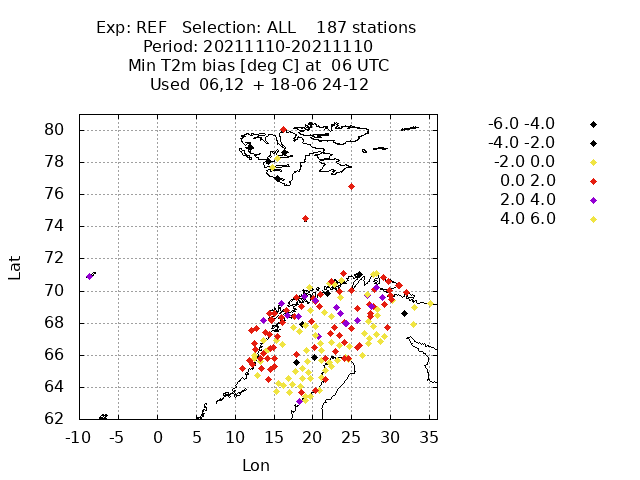 Exp: REF   Selection: ALL    187 stations
Period: 20211110-20211110
Min T2m bias [deg C] at  06 UTC
Used  06,12  + 18-06 24-12
-6.0 -4.0
-4.0 -2.0
-2.0 0.0
0.0 2.0
2.0 4.0
4.0 6.0
80
78
76
74
72
70
68
66
64
62
Lat
-10 -5 0 5 10 15 20 25 30 35
Lon